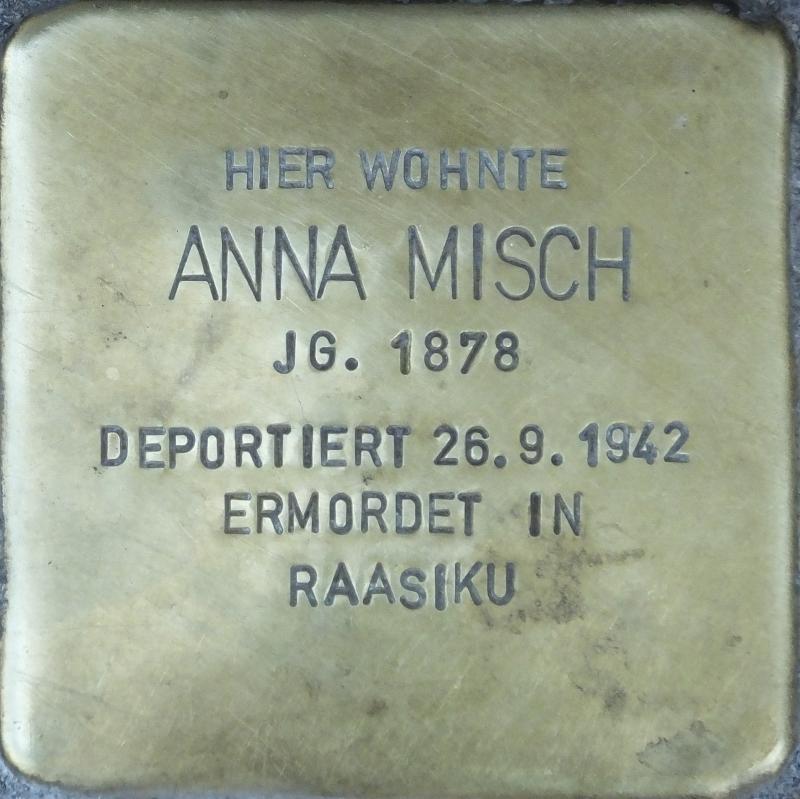 HIER WOHNTE
ANNA MISCH
JG. 1878
DEPORTIERT 26.9.1942
ERMORDET IN
RAASIKU